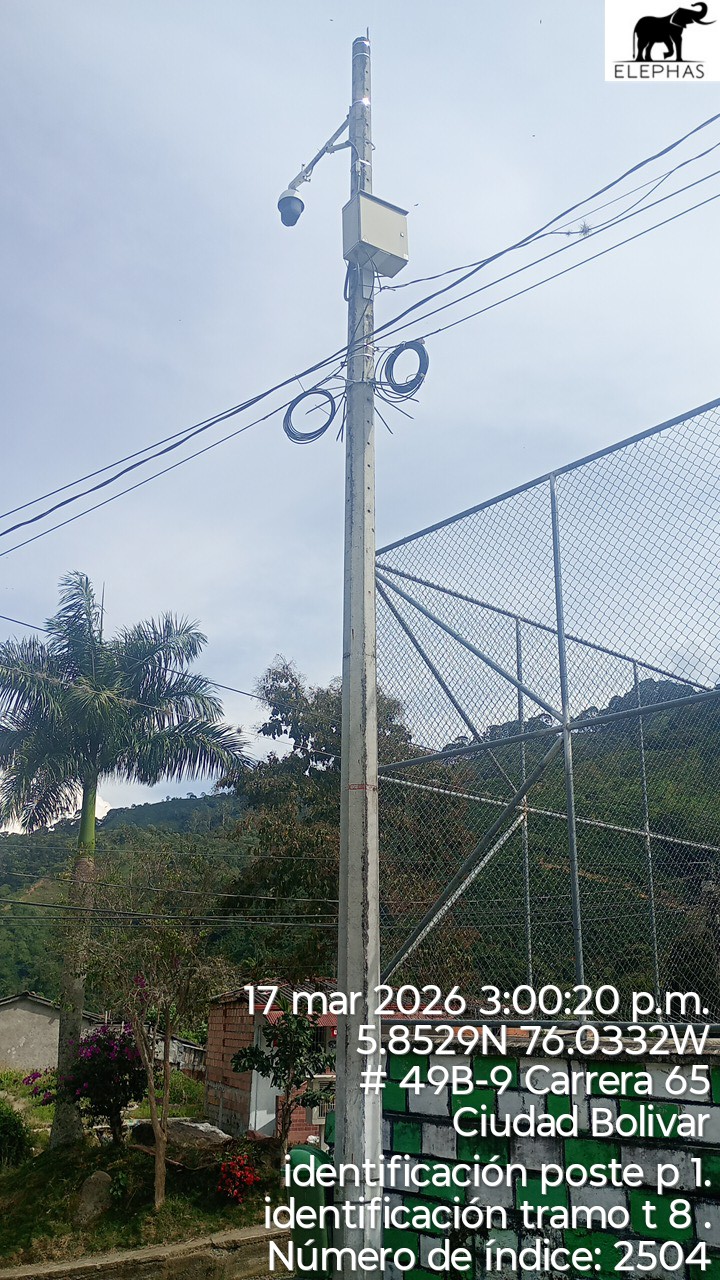 ELEPHAS
17 mar 2026 3:00:20 p.m.
5.8529N 76.0332W
# 49B-9 Carrera 65
Ciudad Bolivar
identificación poste p 1.
identificación tramo t 8 .
Número de índice: 2504